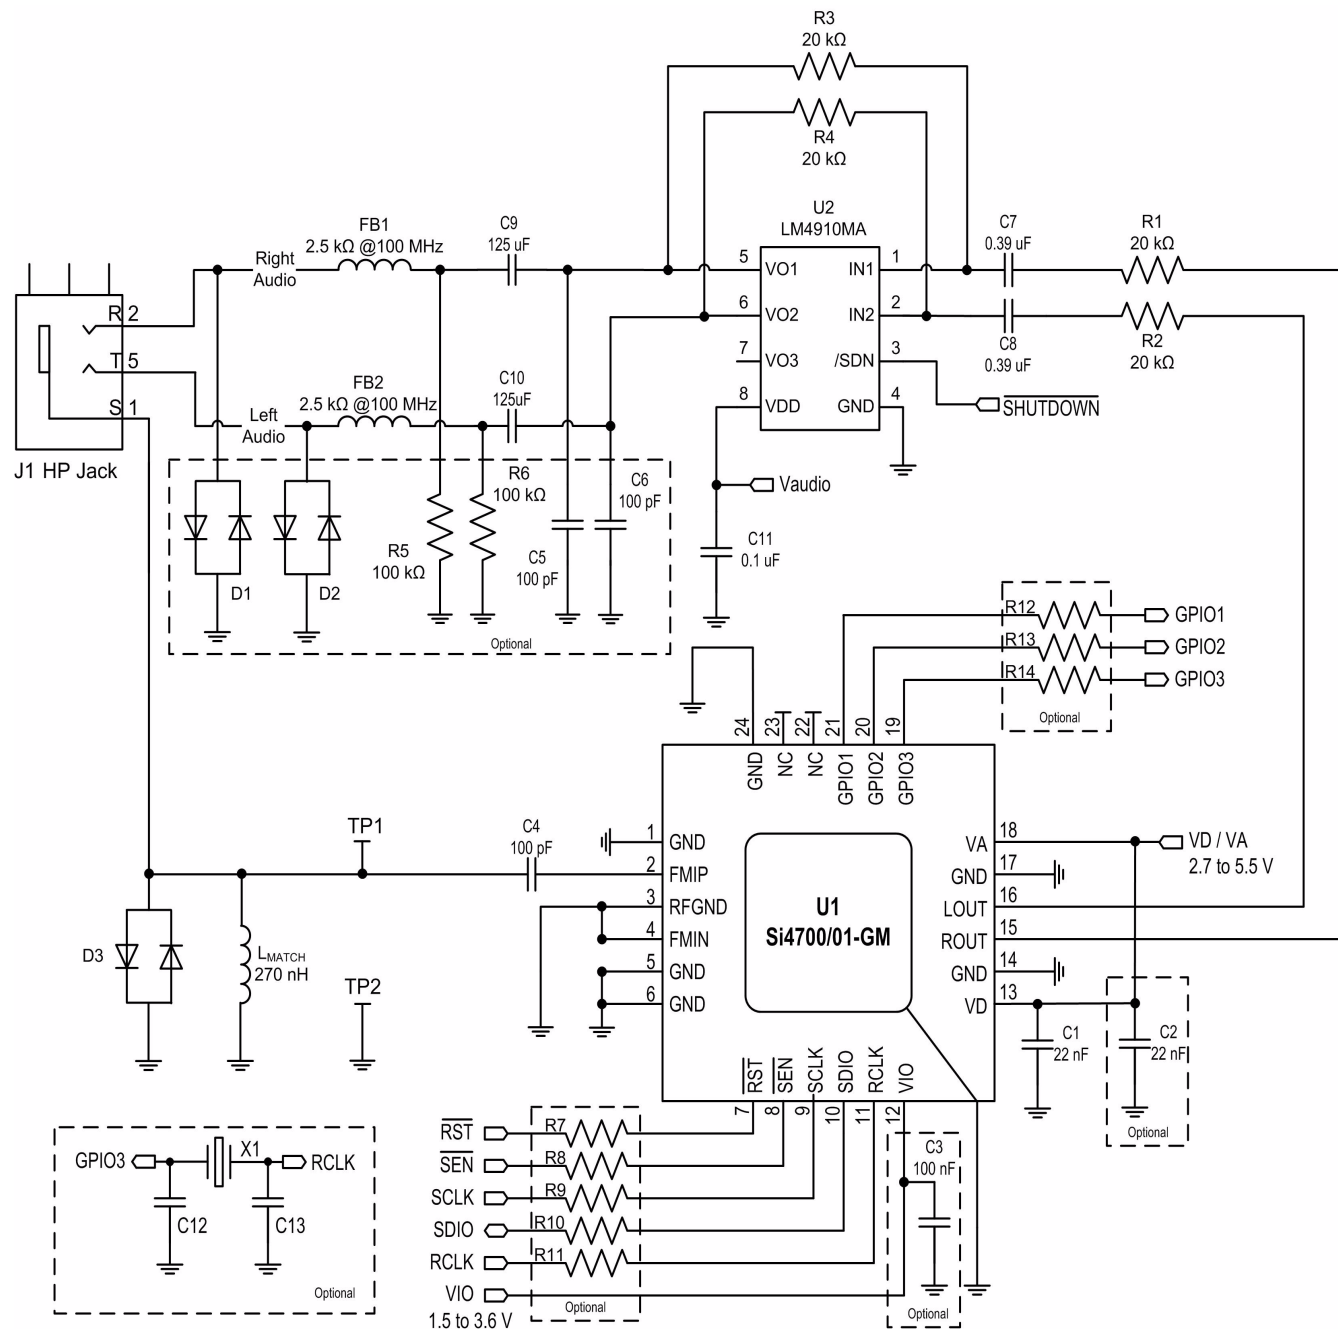 R3
20 kΩ
R4
20 kΩ
U2
LM4910MA
FB1
2.5 kΩ @100 MHz
C9
125 uF
C7
0.39 uF
R1
20 kΩ
Right
Audio
5
VO1
IN1
1
6
VO2
IN2
2
7
VO3
/SDN
3
8
VDD
GND
4
C8
0.39 uF
R2
20 kΩ
SHUTDOWN
R 2
T 5
S 1
J1 HP Jack
FB2
2.5 kΩ @100 MHz
C10
125uF
Left
Audio
Vaudio
C11
0.1 uF
R6
100 kΩ
C6
100 pF
R5
100 kΩ
C5
100 pF
D1
D2
Optional
R12
GPIO1
R13
GPIO2
R14
GPIO3
Optional
24
23
22
21
20
19
GND
NC
NC
GPIO1
GPIO2
GPIO3
TP1
C4
100 pF
1
GND
2
FMIP
3
RFGND
4
FMIN
5
GND
6
GND
U1
Si4700/01-GM
VA
18
GND
17
LOUT
16
ROUT
15
GND
14
VD
13
VD / VA
2.7 to 5.5 V
D3
LMATCH
270 nH
TP2
C1
22 nF
C2
22 nF
Optional
RST
SEN
SCLK
SDIO
RCLK
VIO
7
8
9
10
11
12
RST
R7
SEN
R8
SCLK
R9
SDIO
R10
RCLK
R11
VIO
1.5 to 3.6 V
Optional
C3
100 nF
Optional
GPIO3
X1
RCLK
C12
C13
Optional